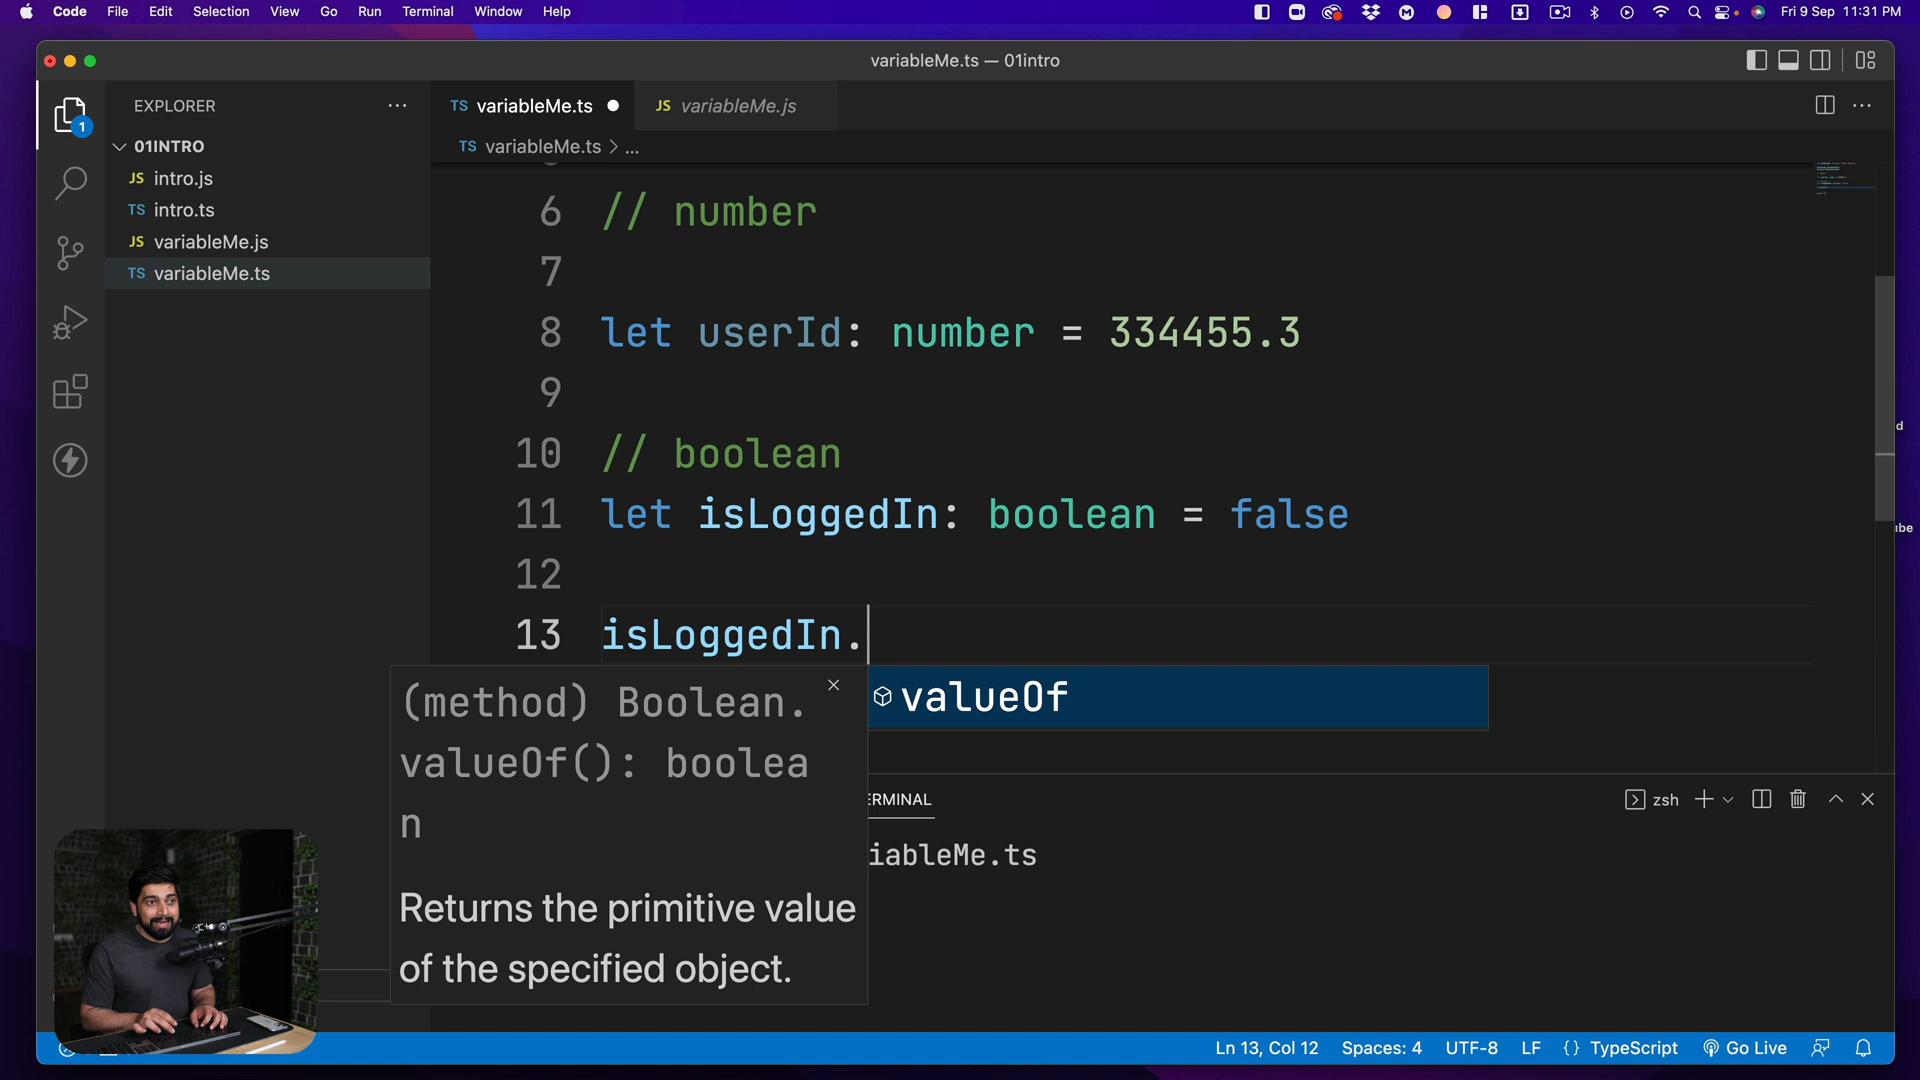 Code File Edit Selection View Go Run Terminal Window Help
Fri 9 Sep 11:31 PM
variableMe.ts — 01intro
EXPLORER
TS variableMe.ts
JS variableMe.js
1
01INTRO
TS variableMe.ts > ...
JS intro.js
TS intro.ts
JS variableMe.js
TS variableMe.ts
6 // number
7
8 let userId: number = 334455.3
9
10 // boolean
11 let isLoggedIn: boolean = false
12
13 isLoggedIn.
valueOf
(method) Boolean.
valueOf(): boolea
n
Returns the primitive value
of the specified object.
ERMINAL
zsh
iableMe.ts
d
ube
Ln 13, Col 12 Spaces: 4 UTF-8 LF {} TypeScript Go Live